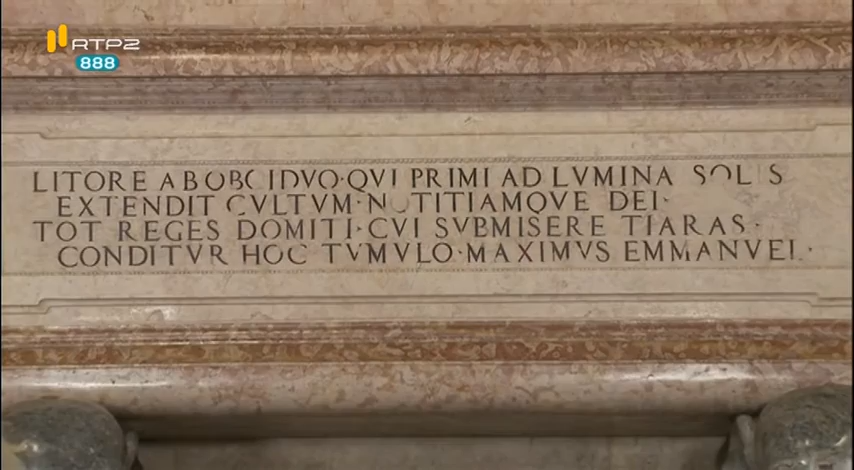 RTP2
888
LITORE AB OBCIDVO·QVI PRIMI AD LVMINA SOLIS
EXTENDIT CVLTVM·NOTITIAMQVE DEI·
TOT REGES DOMITI·CVI SVBMISERE TIARAS·
CONDITVR HOC TVMVLO·MAXIMVS EMMANVEL·